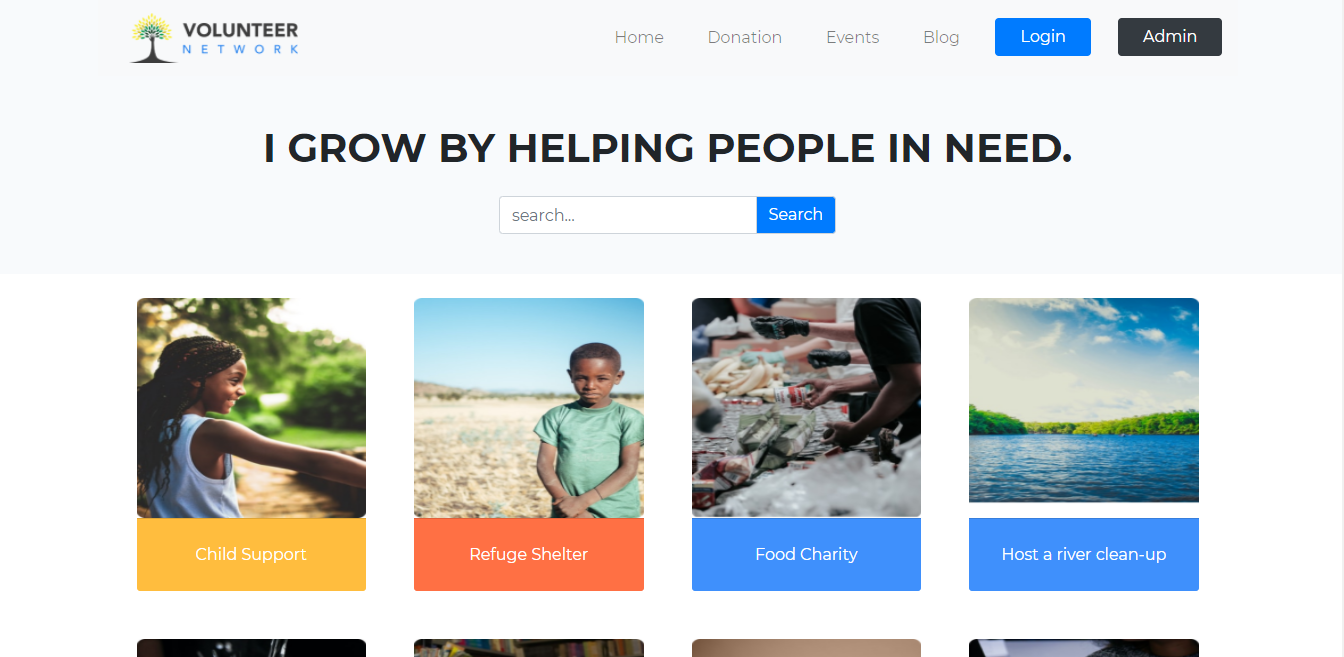 VOLUNTEER
NETWORK
Home Donation Events Blog Login Admin
I GROW BY HELPING PEOPLE IN NEED.
search... Search
Child Support Refuge Shelter Food Charity Host a river clean-up